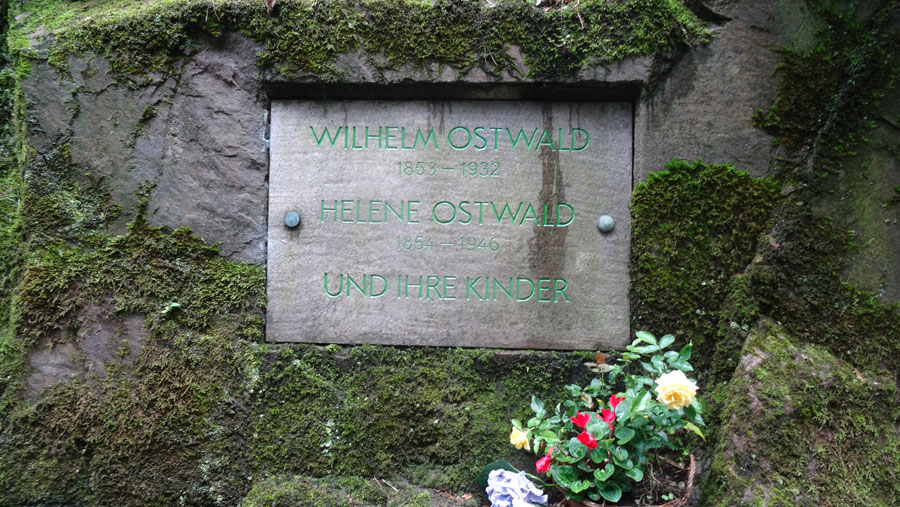 WILHELM OSTWALD
1853 – 1932
HELENE OSTWALD
1854 – 1946
UND IHRE KINDER